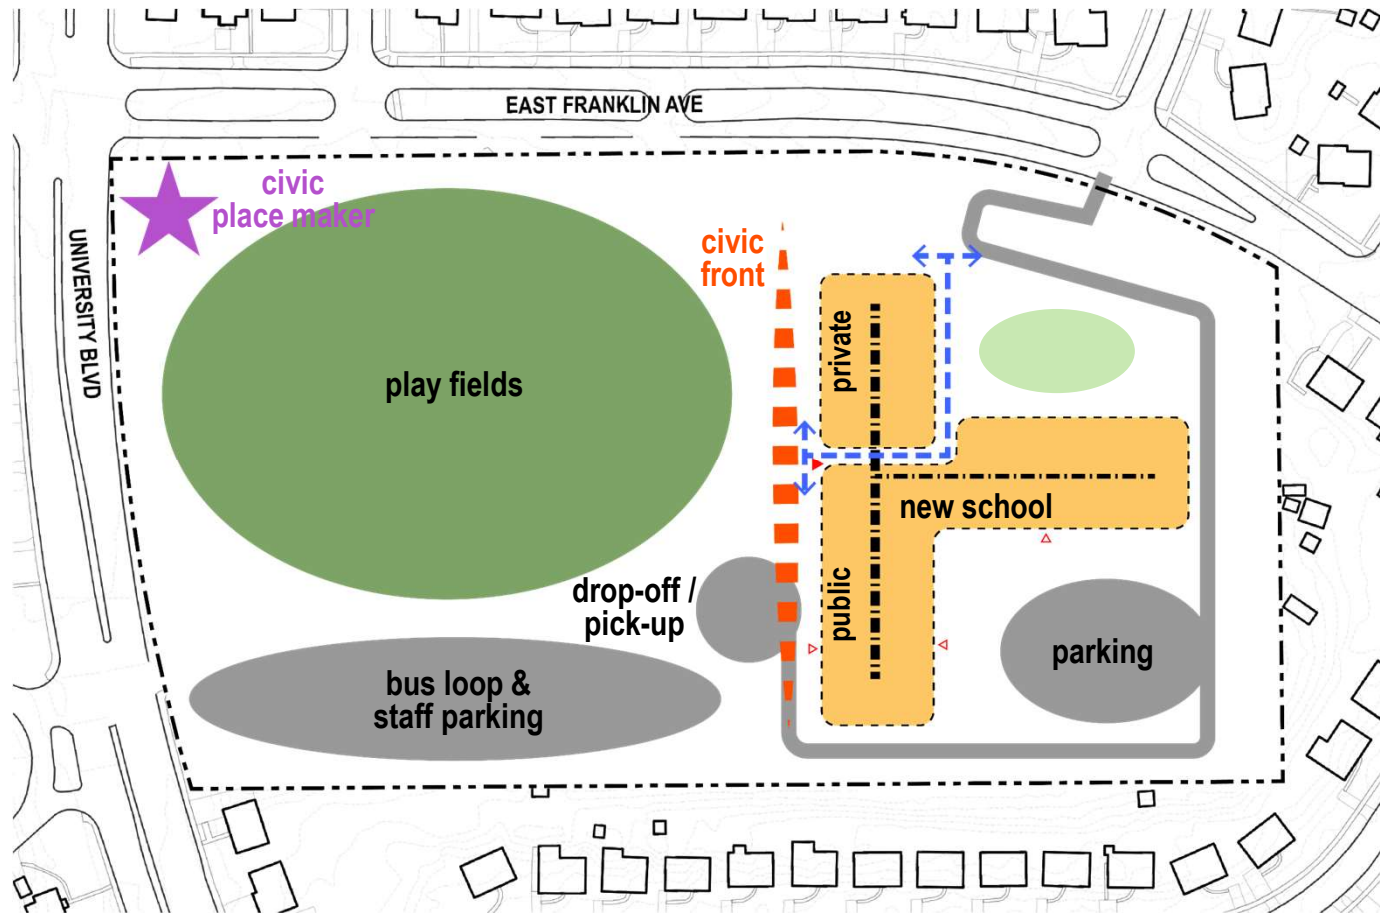 EAST FRANKLIN AVE
civic
place maker
UNIVERSITY BLVD
civic
front
private
play fields
new school
drop-off /
pick-up
public
parking
bus loop &
staff parking